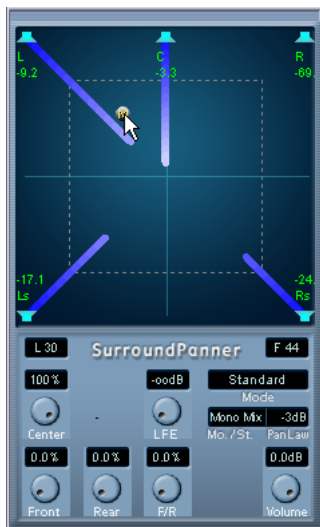 L C R
-9.2 -3.3 -69.
-17.1 -24.
Ls Rs
L 30 SurroundPanner F 44
100% -oodB Standard
Mode
Mono Mix -3dB
Center - LFE Mo./St. PanLaw
0.0% 0.0% 0.0% 0.0dB
Front Rear F/R Volume